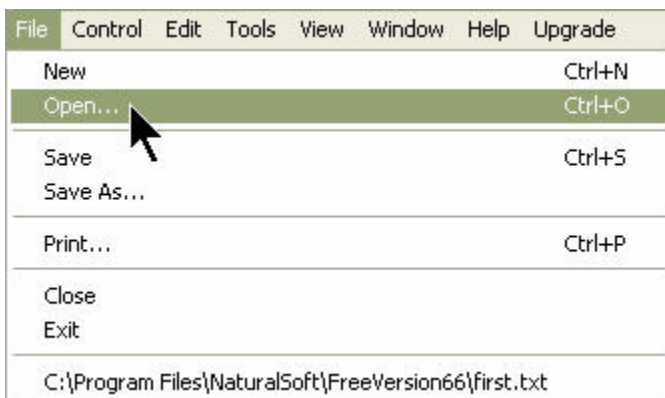 File Control Edit Tools View Window Help Upgrade
New Ctrl+N
Open... Ctrl+O
Save Ctrl+S
Save As...
Print... Ctrl+P
Close
Exit
C:\Program Files\NaturalSoft\FreeVersion66\first.txt